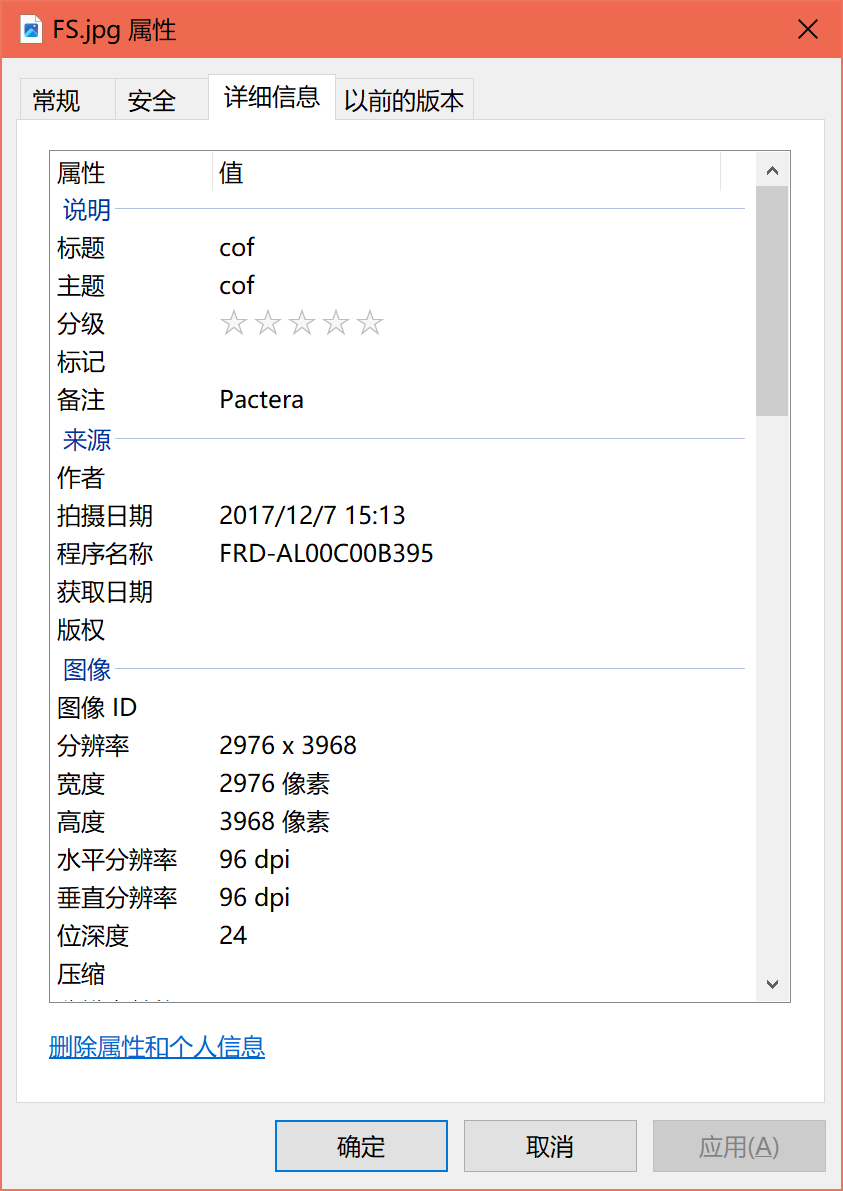 FS.jpg 属性
常规 安全 详细信息 以前的版本
属性 值
说明
标题 cof
主题 cof
分级
标记
备注 Pactera
来源
作者
拍摄日期 2017/12/7 15:13
程序名称 FRD-AL00C00B395
获取日期
版权
图像
图像 ID
分辨率 2976 x 3968
宽度 2976 像素
高度 3968 像素
水平分辨率 96 dpi
垂直分辨率 96 dpi
位深度 24
压缩
删除属性和个人信息
确定 取消 应用(A)